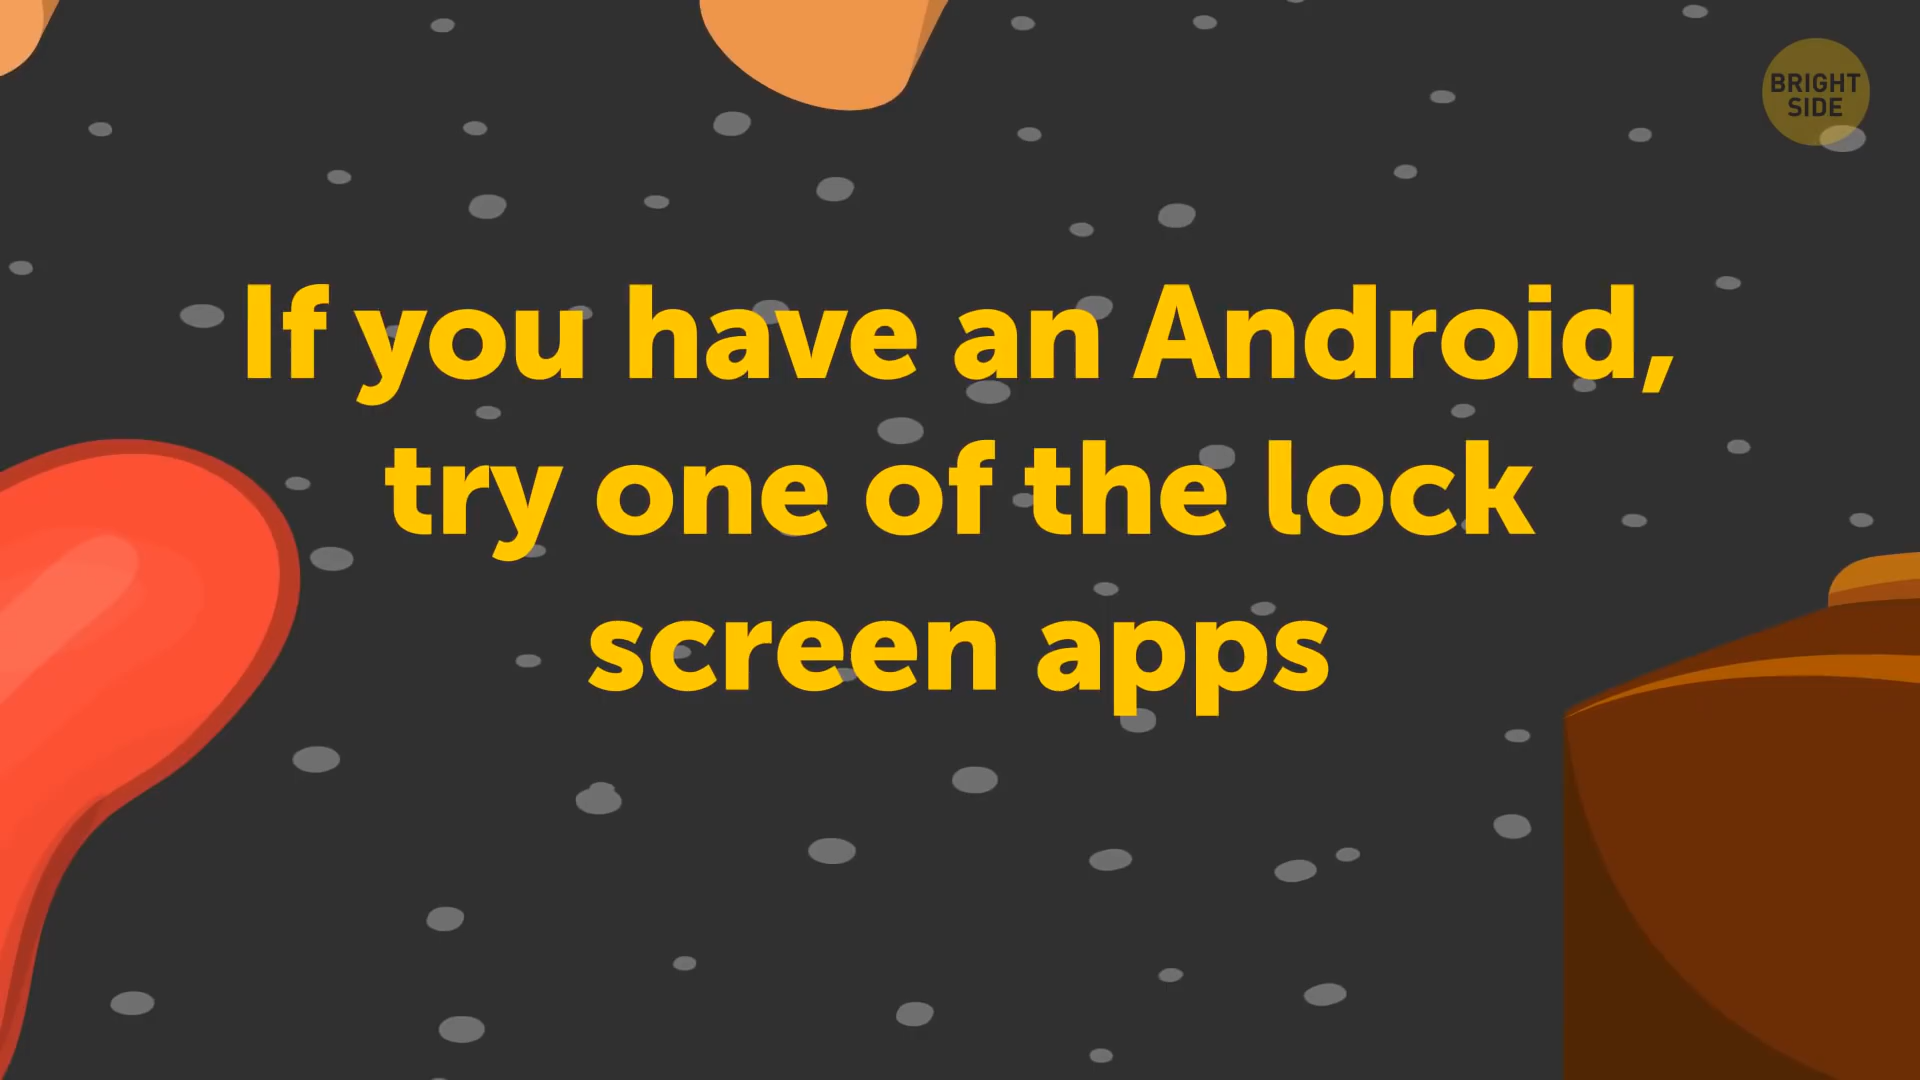 BRIGHT
SIDE
If you have an Android,
try one of the lock
screen apps